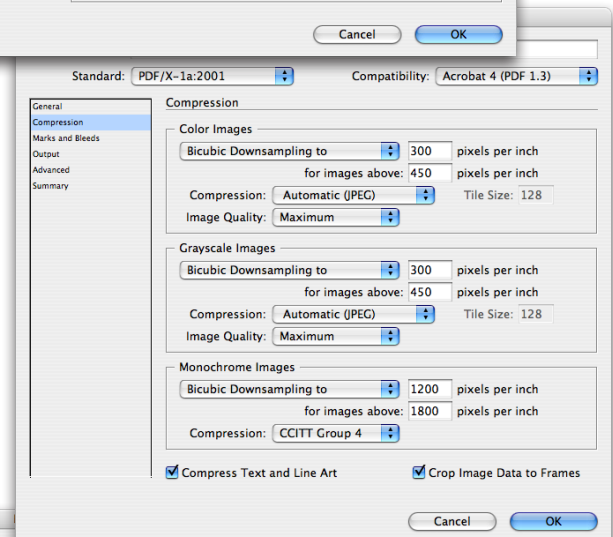 Cancel OK
Standard: PDF/X-1a:2001 Compatibility: Acrobat 4 (PDF 1.3)
General
Compression
Marks and Bleeds
Output
Advanced
Summary
Compression
Color Images
Bicubic Downsampling to 300 pixels per inch
for images above: 450 pixels per inch
Compression: Automatic (JPEG) Tile Size: 128
Image Quality: Maximum
Grayscale Images
Bicubic Downsampling to 300 pixels per inch
for images above: 450 pixels per inch
Compression: Automatic (JPEG) Tile Size: 128
Image Quality: Maximum
Monochrome Images
Bicubic Downsampling to 1200 pixels per inch
for images above: 1800 pixels per inch
Compression: CCITT Group 4
Compress Text and Line Art Crop Image Data to Frames
Cancel OK